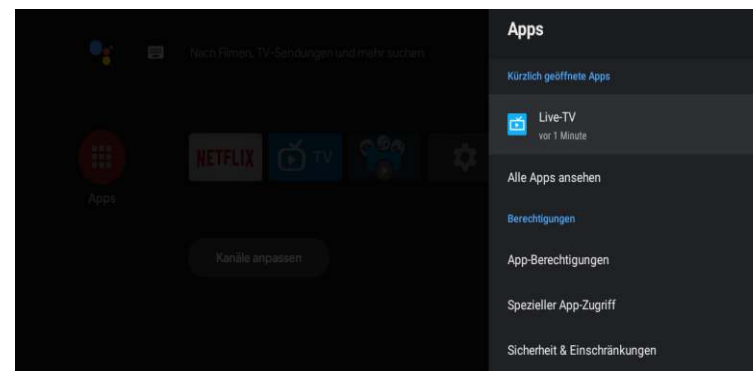 Nach Filmen, TV-Sendungen und mehr suchen
Apps
NETFLIX
TV
Kanäle anpassen
Apps
Kürzlich geöffnete Apps
Live-TV
vor 1 Minute
Alle Apps ansehen
Berechtigungen
App-Berechtigungen
Spezieller App-Zugriff
Sicherheit & Einschränkungen